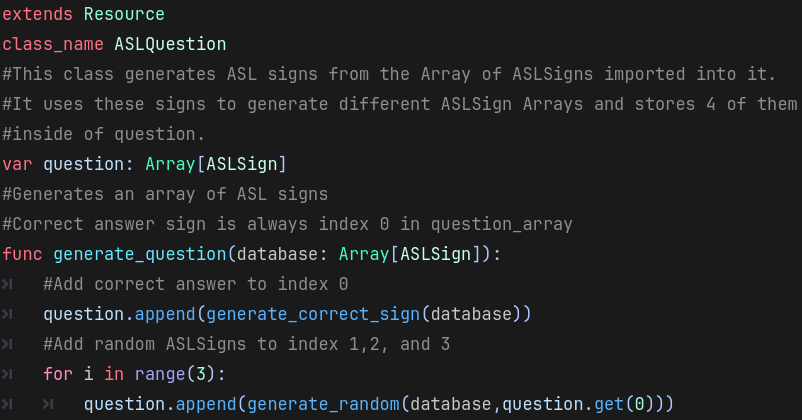 extends Resource
class_name ASLQuestion
#This class generates ASL signs from the Array of ASLSigns imported into it.
#It uses these signs to generate different ASLSign Arrays and stores 4 of them
#inside of question.
var question: Array[ASLSign]
#Generates an array of ASL signs
#Correct answer sign is always index 0 in question_array
func generate_question(database: Array[ASLSign]):
	#Add correct answer to index 0
	question.append(generate_correct_sign(database))
	#Add random ASLSigns to index 1,2, and 3
	for i in range(3):
		question.append(generate_random(database,question.get(0)))